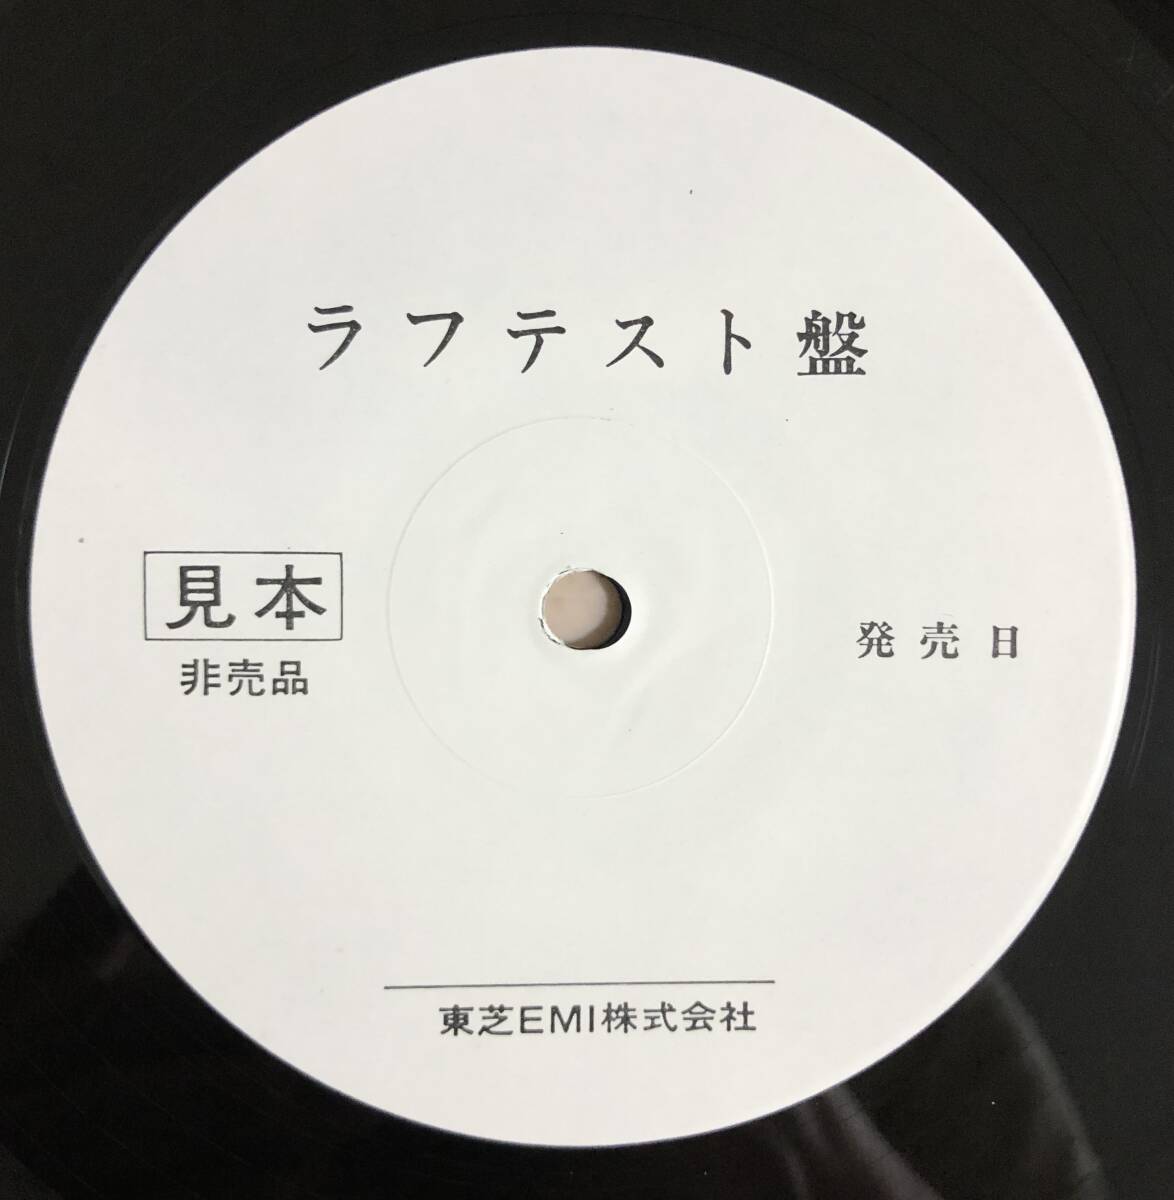 ラフテスト盤
見本
非売品
発売日
東芝EMI株式会社